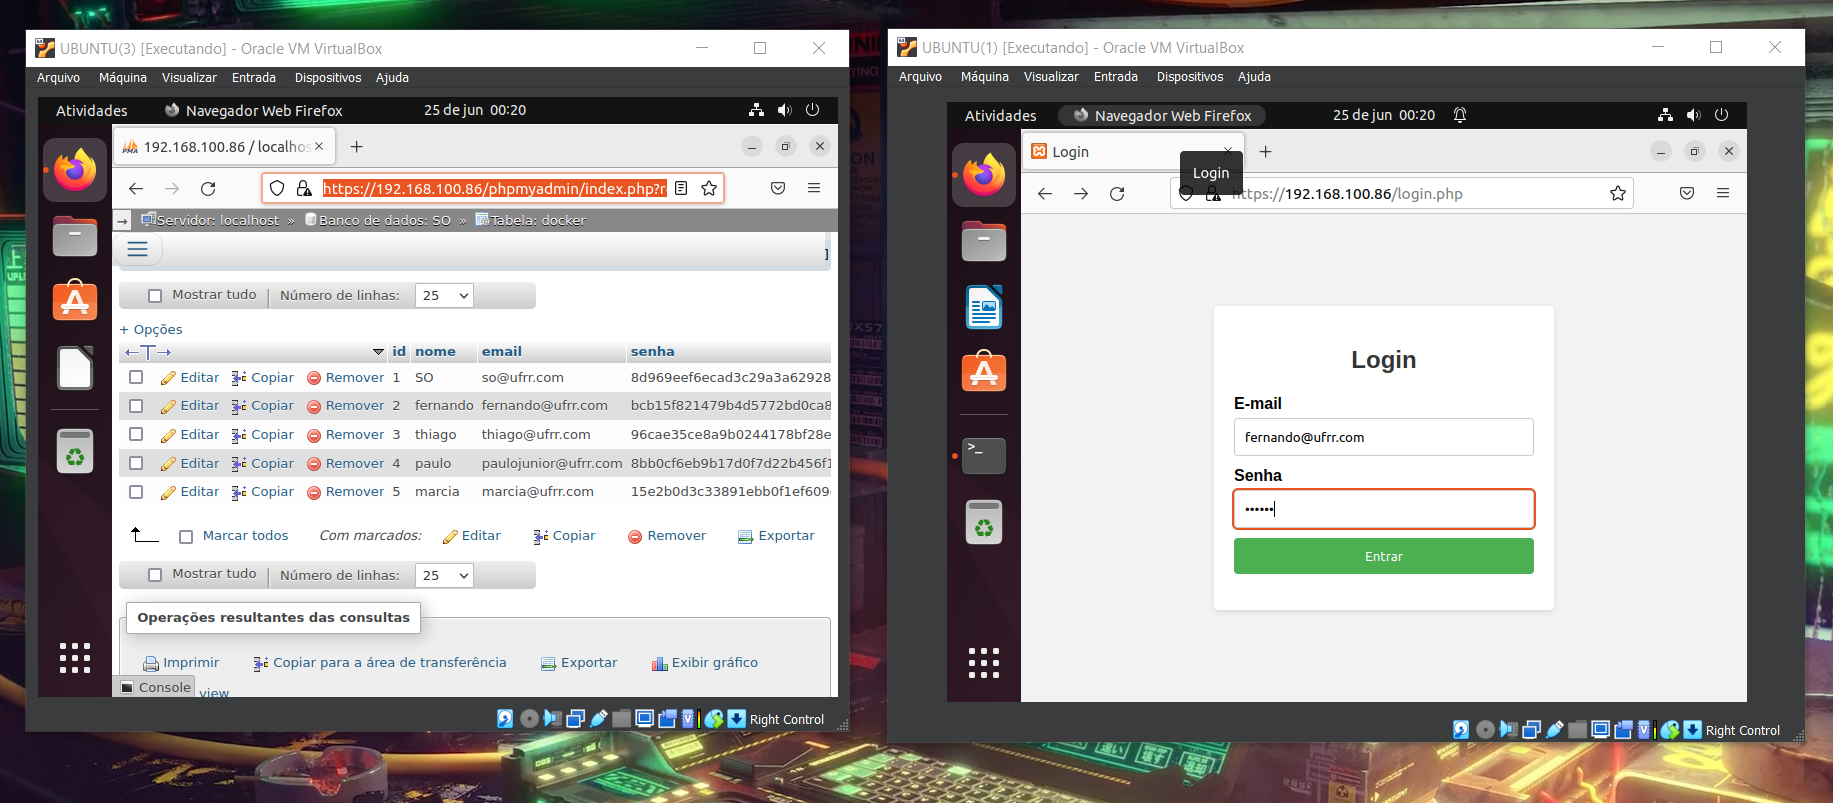 UBUNTU(3) [Executando] - Oracle VM VirtualBox
Arquivo Máquina Visualizar Entrada Dispositivos Ajuda
Atividades Navegador Web Firefox 25 de jun 00:20
192.168.100.86 / localhos
https://192.168.100.86/phpmyadmin/index.php?r
Servidor: localhost » Banco de dados: SO » Tabela: docker
Mostrar tudo Número de linhas: 25
+ Opções
id nome email senha
Editar Copiar Remover 1 SO so@ufrr.com 8d969eef6ecad3c29a3a62928
Editar Copiar Remover 2 fernando fernando@ufrr.com bcb15f821479b4d5772bd0ca8
Editar Copiar Remover 3 thiago thiago@ufrr.com 96cae35ce8a9b0244178bf28e
Editar Copiar Remover 4 paulo paulojunior@ufrr.com 8bb0cf6eb9b17d0f7d22b456f1
Editar Copiar Remover 5 marcia marcia@ufrr.com 15e2b0d3c33891ebb0f1ef609
Marcar todos Com marcados: Editar Copiar Remover Exportar
Mostrar tudo Número de linhas: 25
Operações resultantes das consultas
Imprimir Copiar para a área de transferência Exportar Exibir gráfico
Console view
Right Control
UBUNTU(1) [Executando] - Oracle VM VirtualBox
Arquivo Máquina Visualizar Entrada Dispositivos Ajuda
Atividades Navegador Web Firefox 25 de jun 00:20
Login
Login
https://192.168.100.86/login.php
Login
E-mail
fernando@ufrr.com
Senha
••••••
Entrar
Right Control